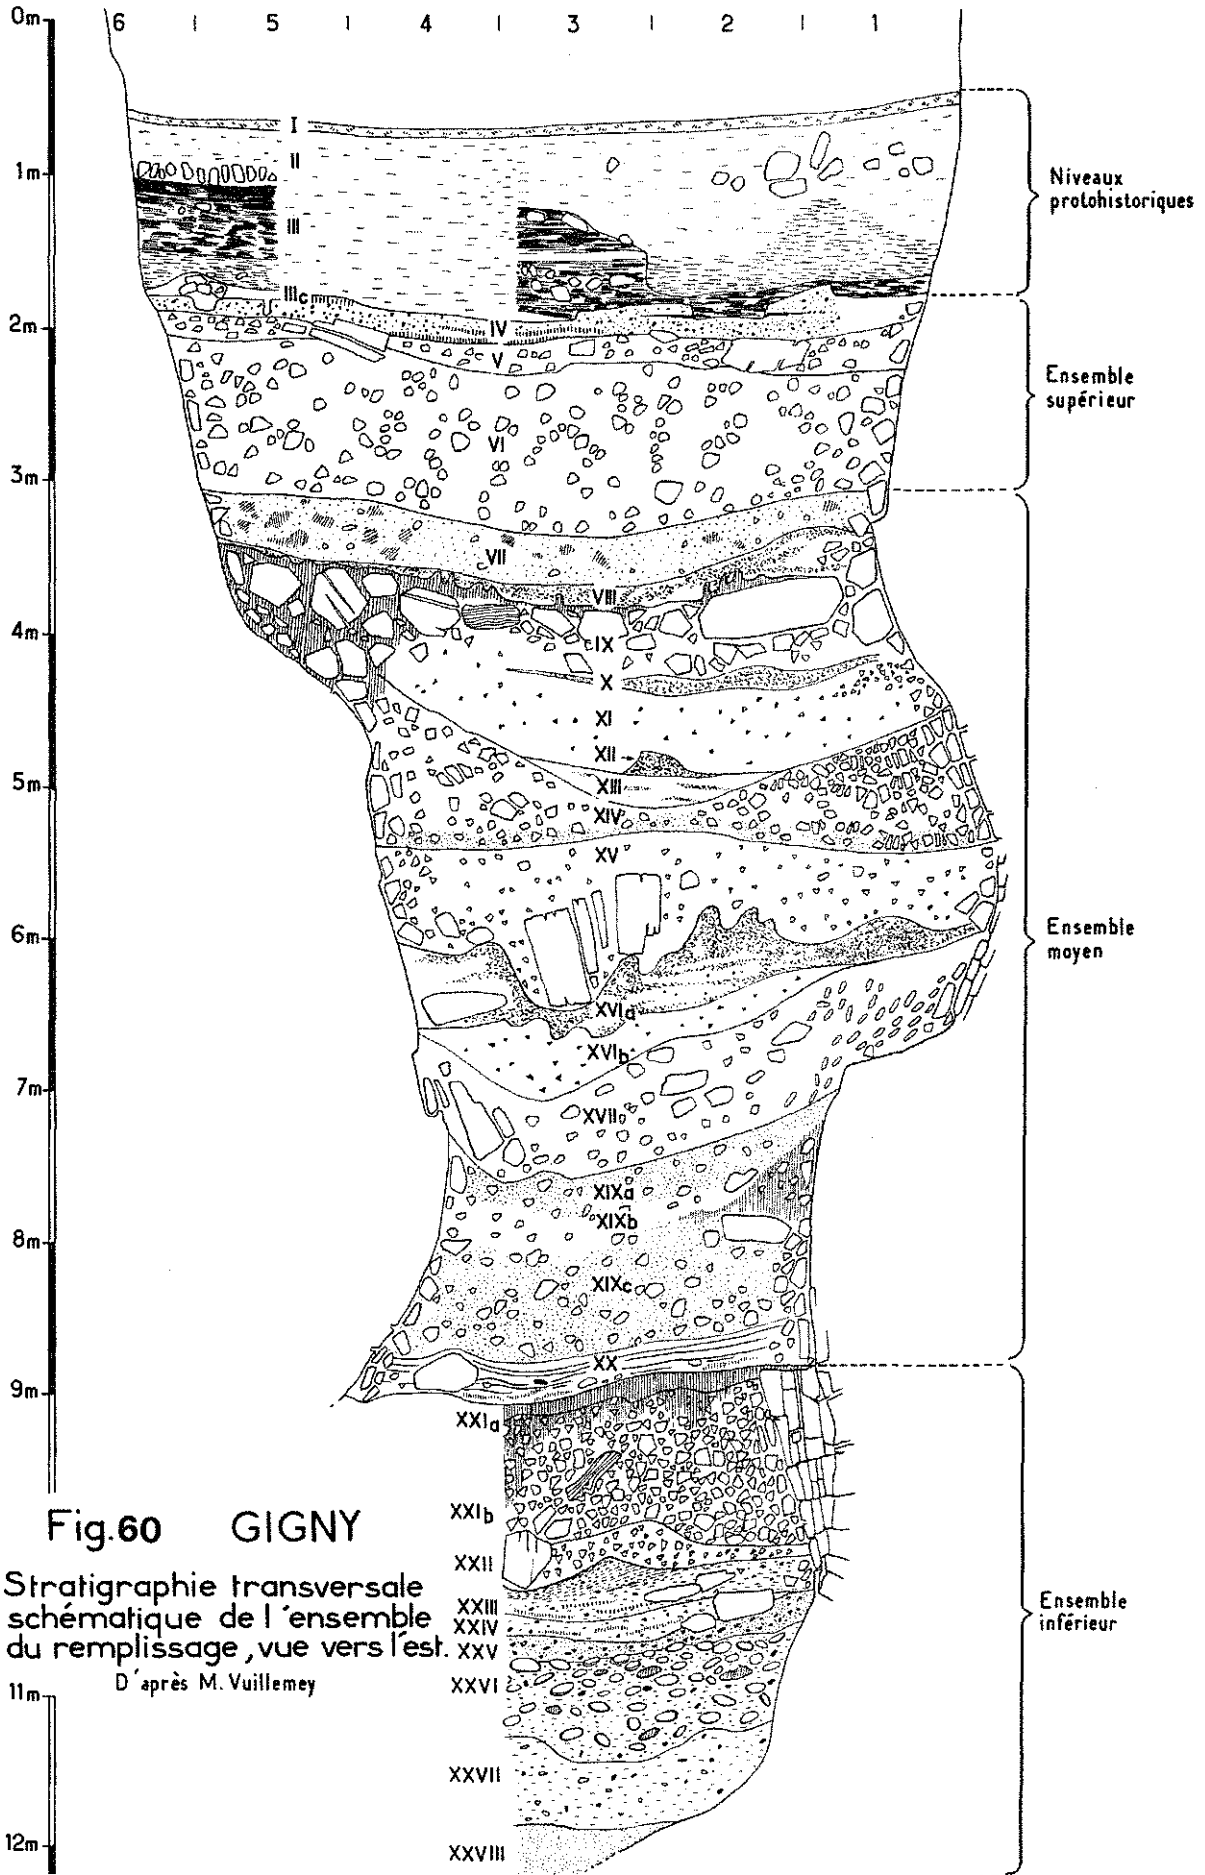 0m 6 5 4 3 2 1
I
II
1m
Niveaux
protohistoriques
III
IIIc
2m
IV
V
Ensemble
supérieur
VI
3m
VII
VIII
4m
IX
X
XI
XII
5m
XIII
XIV
XV
6m
Ensemble
moyen
XVIa
XVIb
7m
XVII
XIXa
XIXb
8m
XIXc
XX
9m
XXIa
XXIb
Fig.60 GIGNY
XXII
Stratigraphie transversale
schématique de l'ensemble
du remplissage, vue vers l'est.
D'après M. Vuillemey
XXIII
XXIV
XXV
XXVI
Ensemble
inférieur
11m
XXVII
12m
XXVIII